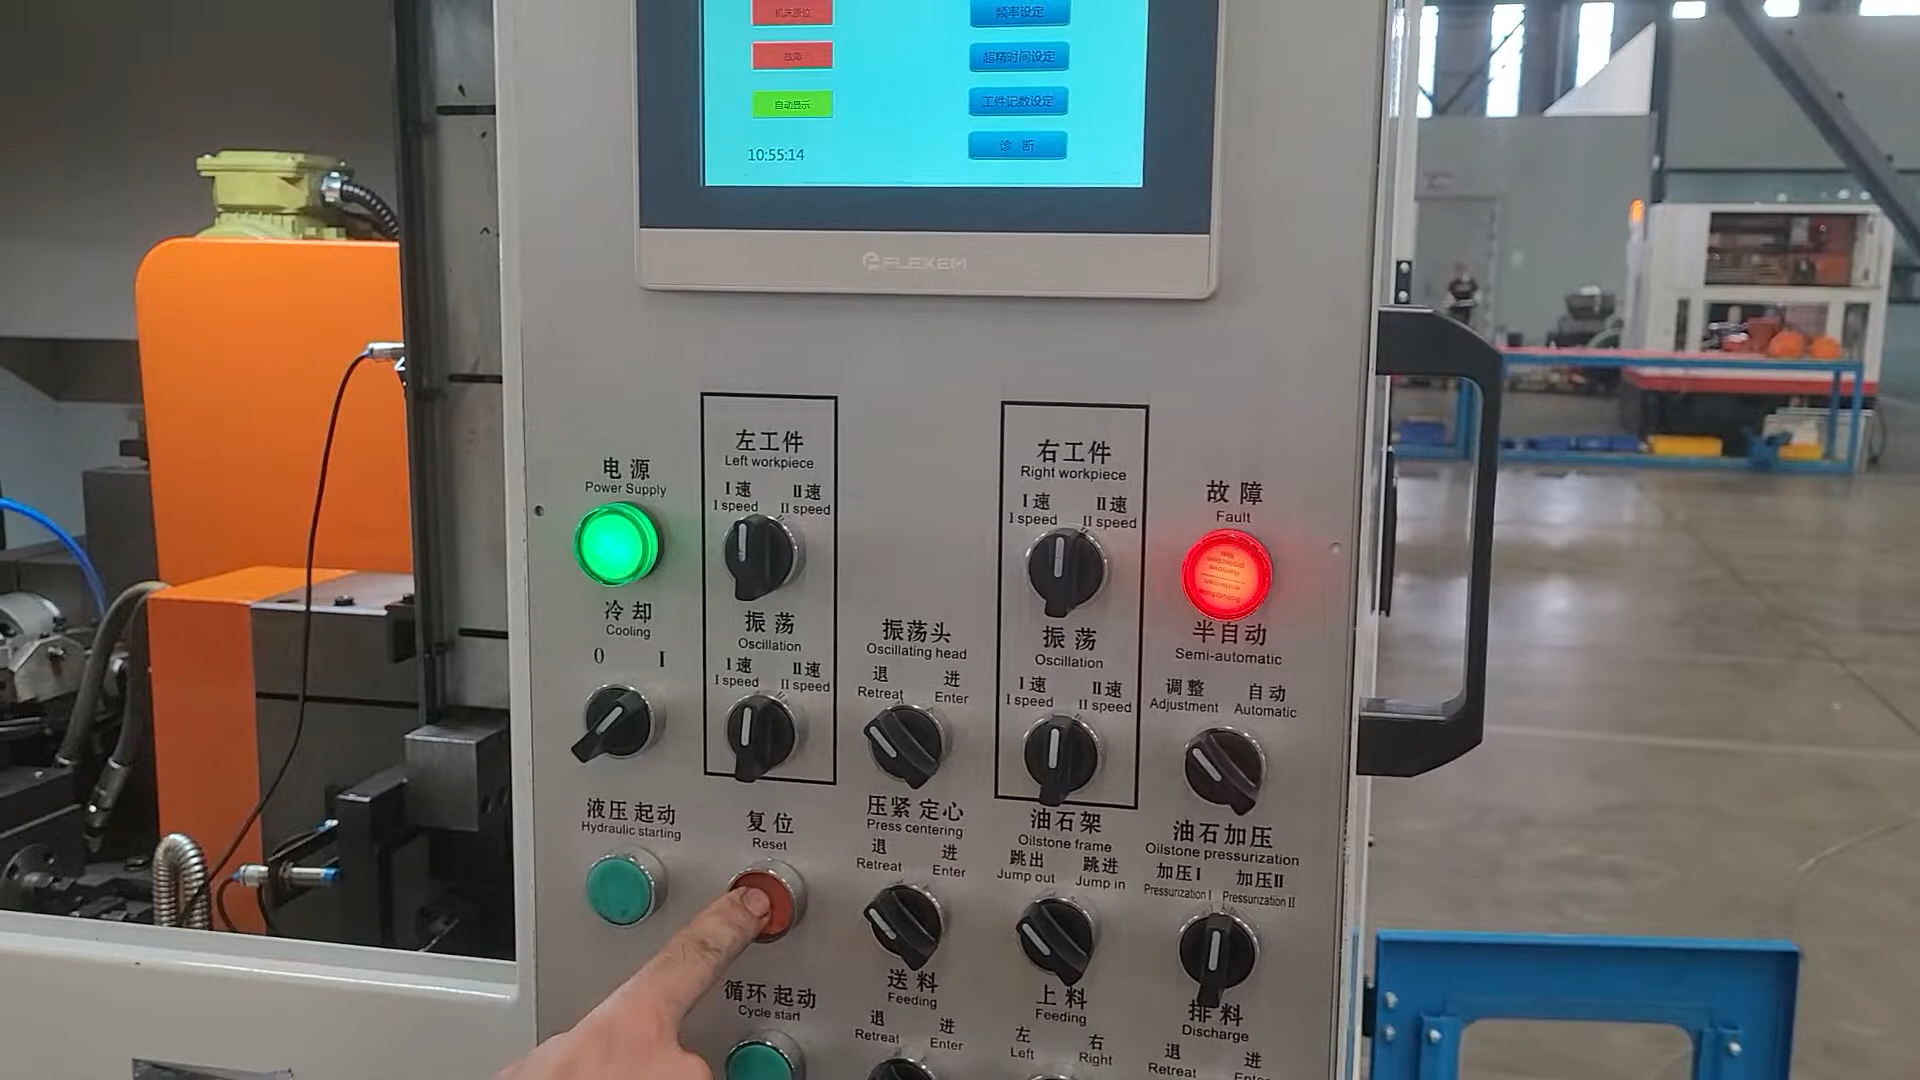 机床原位
频率设定
故障
超精时间设定
自动显示
工件记数设定
诊 断
10:55:14
FLEXEM
左工件
Left workpiece
I速 II速
I speed II speed
振荡
Oscillation
I速 II速
I speed II speed
右工件
Right workpiece
I速 II速
I speed II speed
振荡
Oscillation
I速 II速
I speed II speed
电源
Power Supply
故障
Fault
Remove
冷却
Cooling
0 I
振荡头
Oscillating head
退 进
Retreat Enter
半自动
Semi-automatic
调整 自动
Adjustment Automatic
液压起动
Hydraulic starting
复位
Reset
压紧定心
Press centering
退 进
Retreat Enter
油石架
Oilstone frame
跳出 跳进
Jump out Jump in
油石加压
Oilstone pressurization
加压I 加压II
Pressurization I Pressurization II
循环起动
Cycle start
送料
Feeding
退 进
Retreat Enter
上料
Feeding
左 右
Left Right
排料
Discharge
退 进
Retreat